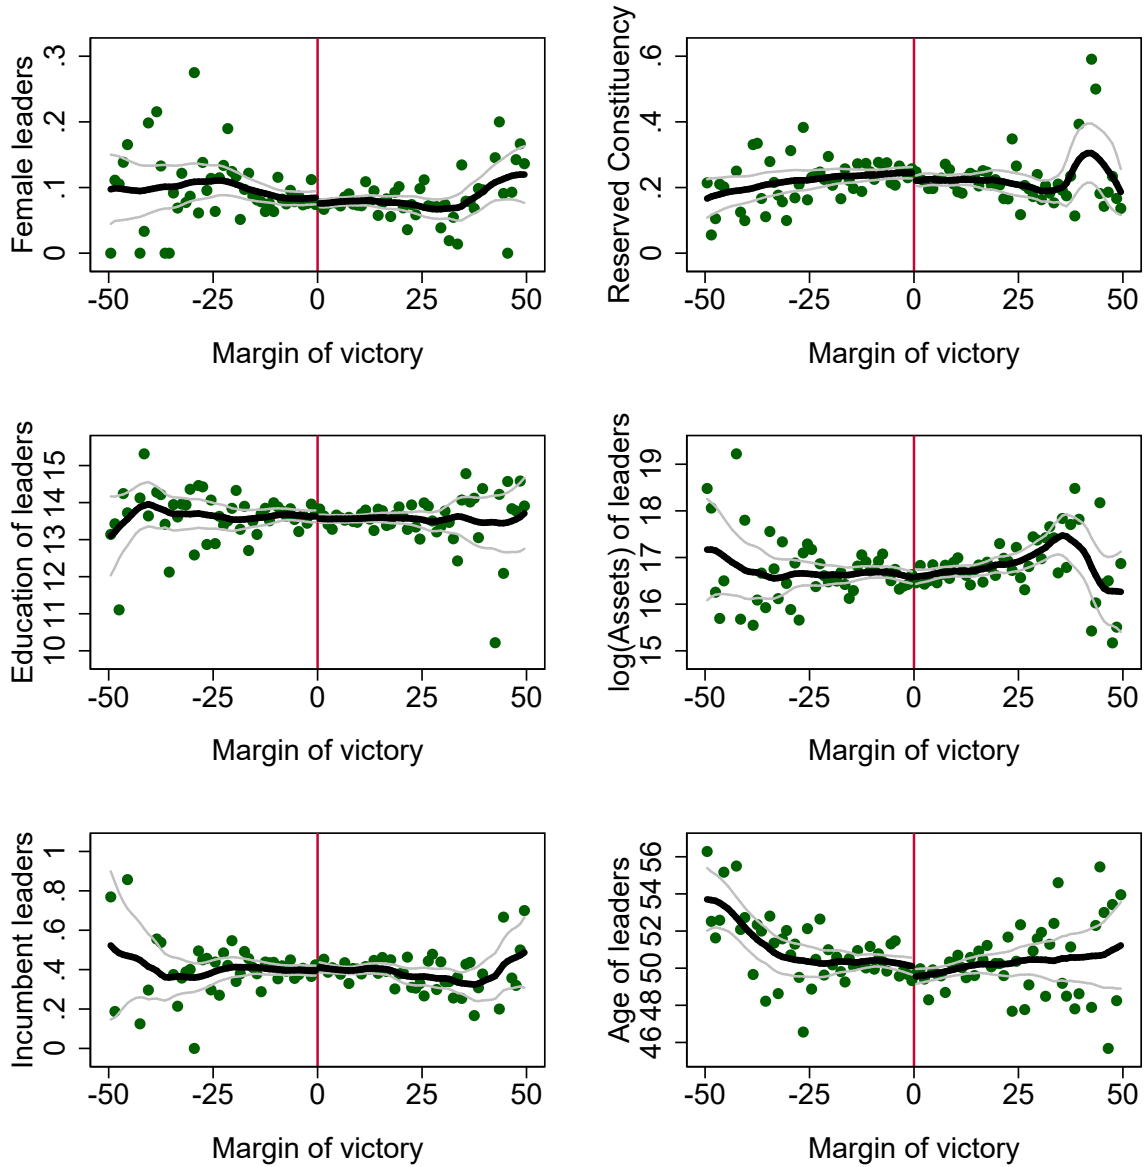 Female leaders
0 .1 .2 .3
-50 -25 0 25 50
Margin of victory
Reserved Constituency
0 .2 .4 .6
-50 -25 0 25 50
Margin of victory
Education of leaders
10 11 12 13 14 15
-50 -25 0 25 50
Margin of victory
log(Assets) of leaders
15 16 17 18 19
-50 -25 0 25 50
Margin of victory
Incumbent leaders
0 .2 .4 .6 .8 1
-50 -25 0 25 50
Margin of victory
Age of leaders
46 48 50 52 54 56
-50 -25 0 25 50
Margin of victory